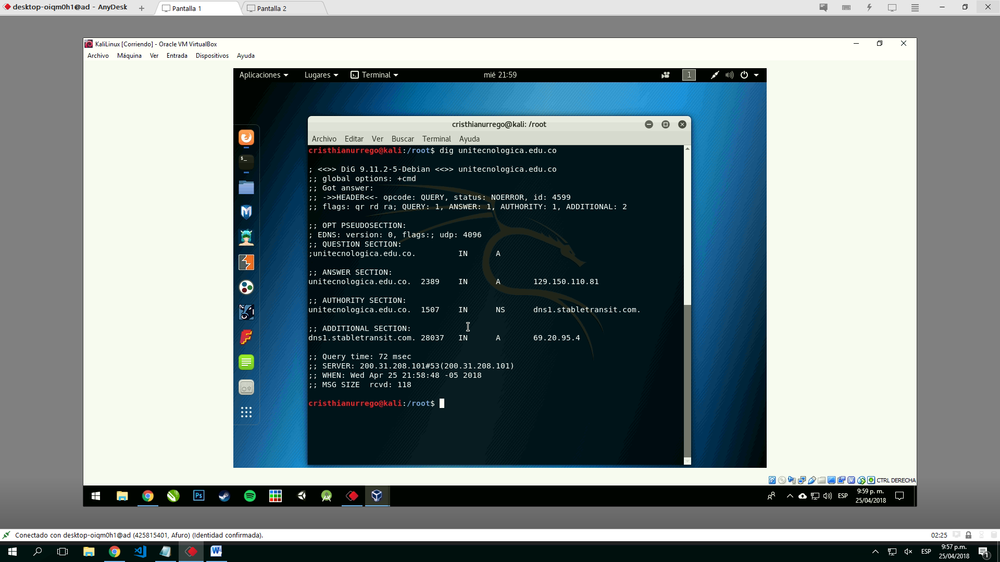 desktop-oiqm0h1@ad - AnyDesk
Pantalla 1
Pantalla 2
KaliLinux [Corriendo] - Oracle VM VirtualBox
Archivo Máquina Ver Entrada Dispositivos Ayuda
Aplicaciones Lugares Terminal mié 21:59 1
cristhianurrego@kali: /root
Archivo Editar Ver Buscar Terminal Ayuda
cristhianurrego@kali:/root$ dig unitecnologica.edu.co
; <<>> DiG 9.11.2-5-Debian <<>> unitecnologica.edu.co
;; global options: +cmd
;; Got answer:
;; ->>HEADER<<- opcode: QUERY, status: NOERROR, id: 4599
;; flags: qr rd ra; QUERY: 1, ANSWER: 1, AUTHORITY: 1, ADDITIONAL: 2
;; OPT PSEUDOSECTION:
; EDNS: version: 0, flags:; udp: 4096
;; QUESTION SECTION:
;unitecnologica.edu.co. IN A
;; ANSWER SECTION:
unitecnologica.edu.co. 2389 IN A 129.150.110.81
;; AUTHORITY SECTION:
unitecnologica.edu.co. 1507 IN NS dns1.stabletransit.com.
;; ADDITIONAL SECTION:
dns1.stabletransit.com. 28037 IN A 69.20.95.4
;; Query time: 72 msec
;; SERVER: 200.31.208.101#53(200.31.208.101)
;; WHEN: Wed Apr 25 21:58:48 -05 2018
;; MSG SIZE rcvd: 118
cristhianurrego@kali:/root$
CTRL DERECHA
Ps
ESP
9:59 p. m.
25/04/2018
Conectado con desktop-oiqm0h1@ad (425815401, Afuro) (Identidad confirmada).
02:25
ESP
9:57 p.m.
25/04/2018
1